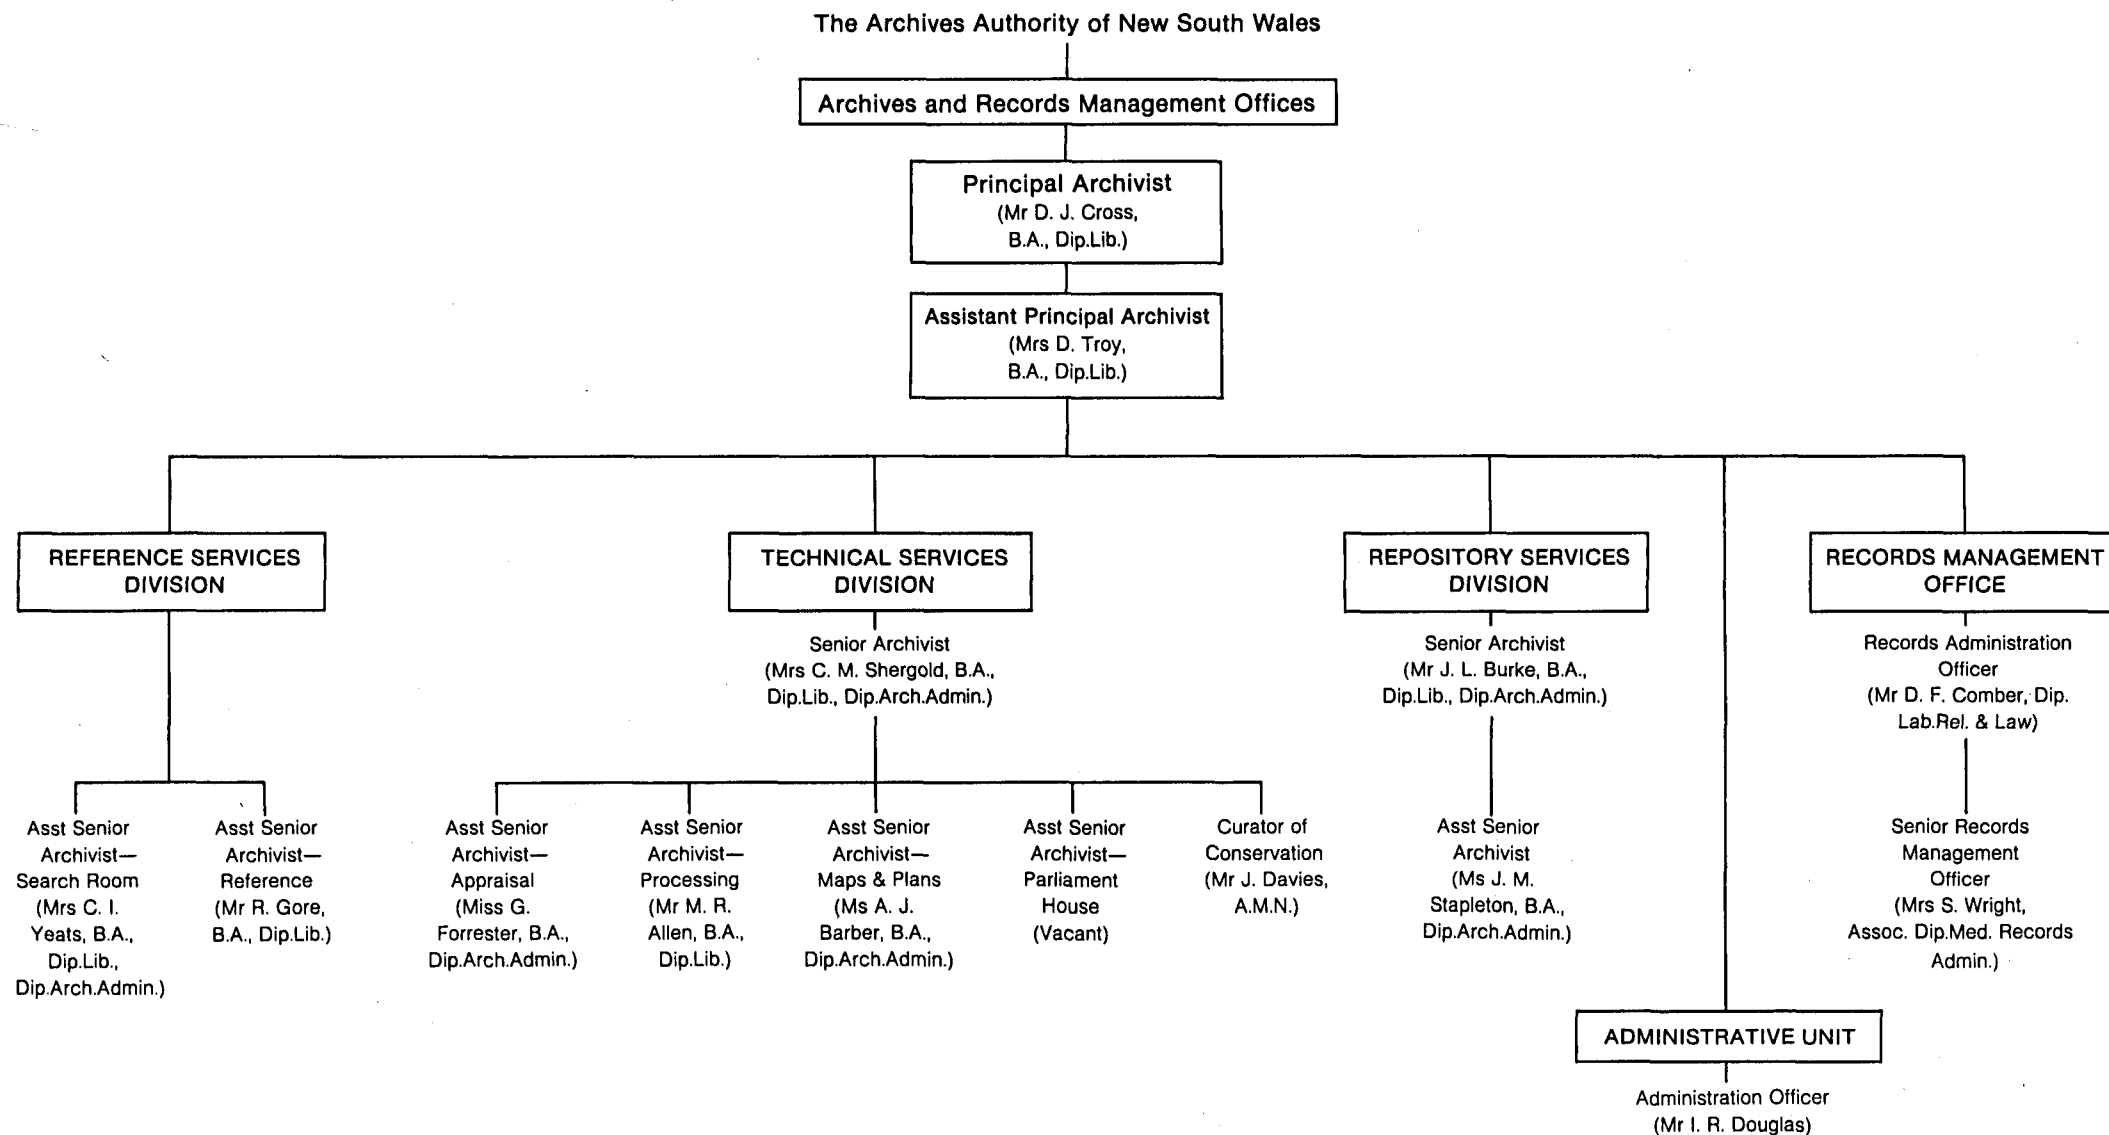 The Archives Authority of New South Wales
Archives and Records Management Offices
Principal Archivist
(Mr D. J. Cross,
B.A., Dip.Lib.)
Assistant Principal Archivist
(Mrs D. Troy,
B.A., Dip.Lib.)
REFERENCE SERVICES
DIVISION
Asst Senior
Archivist—
Search Room
(Mrs C. I.
Yeats, B.A.,
Dip.Lib.,
Dip.Arch.Admin.)
Asst Senior
Archivist—
Reference
(Mr R. Gore,
B.A., Dip.Lib.)
TECHNICAL SERVICES
DIVISION
Senior Archivist
(Mrs C. M. Shergold, B.A.,
Dip.Lib., Dip.Arch.Admin.)
Asst Senior
Archivist—
Appraisal
(Miss G.
Forrester, B.A.,
Dip.Arch.Admin.)
Asst Senior
Archivist—
Processing
(Mr M. R.
Allen, B.A.,
Dip.Lib.)
Asst Senior
Archivist—
Maps & Plans
(Ms A. J.
Barber, B.A.,
Dip.Arch.Admin.)
Asst Senior
Archivist—
Parliament
House
(Vacant)
Curator of
Conservation
(Mr J. Davies,
A.M.N.)
REPOSITORY SERVICES
DIVISION
Senior Archivist
(Mr J. L. Burke, B.A.,
Dip.Lib., Dip.Arch.Admin.)
Asst Senior
Archivist
(Ms J. M.
Stapleton, B.A.,
Dip.Arch.Admin.)
RECORDS MANAGEMENT
OFFICE
Records Administration
Officer
(Mr D. F. Comber, Dip.
Lab.Rel. & Law)
Senior Records
Management
Officer
(Mrs S. Wright,
Assoc. Dip.Med. Records
Admin.)
ADMINISTRATIVE UNIT
Administration Officer
(Mr I. R. Douglas)